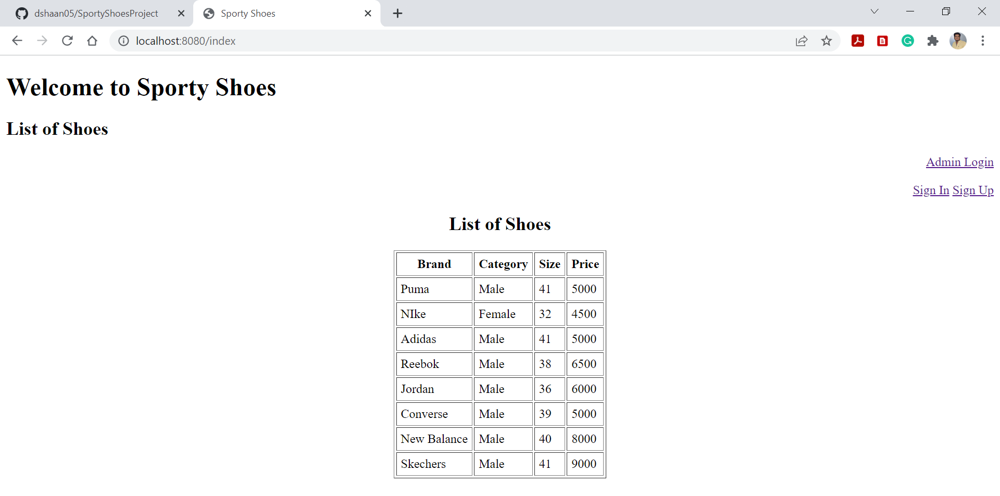 dshaan05/SportyShoesProject Sporty Shoes
localhost:8080/index
Welcome to Sporty Shoes
List of Shoes
Admin Login
Sign In Sign Up
List of Shoes
Brand Category Size Price
Puma Male 41 5000
NIke Female 32 4500
Adidas Male 41 5000
Reebok Male 38 6500
Jordan Male 36 6000
Converse Male 39 5000
New Balance Male 40 8000
Skechers Male 41 9000